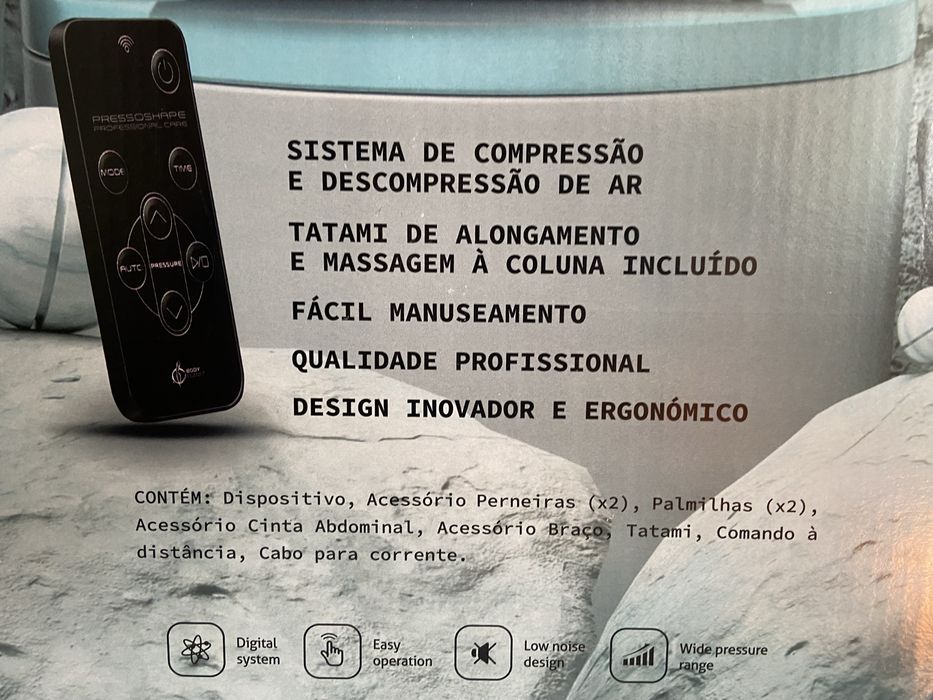 PRESSOSHAPE
PROFESSIONAL CARE
MODE
TIME
AUTO
PRESSURE
BODY
SISTEMA DE COMPRESSÃO
E DESCOMPRESSÃO DE AR
TATAMI DE ALONGAMENTO
E MASSAGEM À COLUNA INCLUÍDO
FÁCIL MANUSEAMENTO
QUALIDADE PROFISSIONAL
DESIGN INOVADOR E ERGONÓMICO
CONTÉM: Dispositivo, Acessório Perneiras (x2), Palmilhas (x2),
Acessório Cinta Abdominal, Acessório Braço, Tatami, Comando à
distância, Cabo para corrente.
Digital
system
Easy
operation
Low noise
design
Wide pressure
range